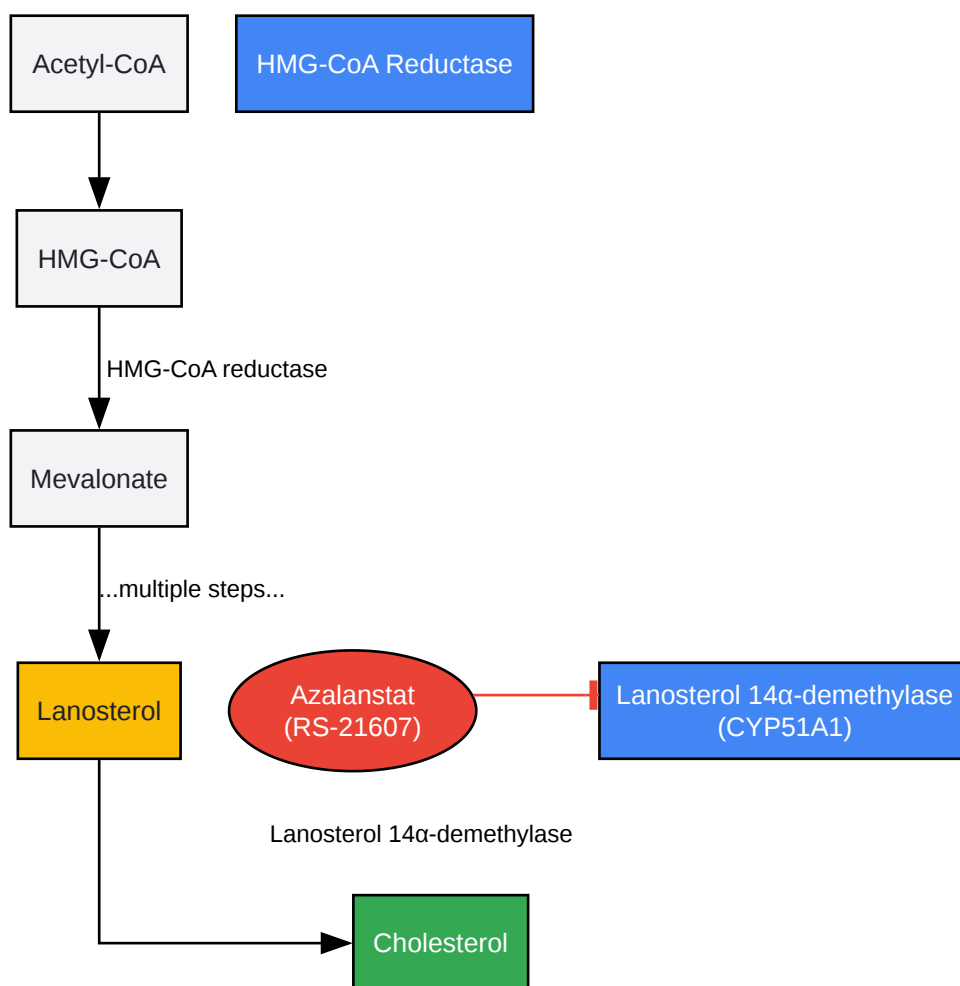 Acetyl-CoA
HMG-CoA Reductase
HMG-CoA
HMG-CoA reductase
Mevalonate
...multiple steps...
Lanosterol
Azalanstat
(RS-21607)
Lanosterol 14α-demethylase
(CYP51A1)
Lanosterol 14α-demethylase
Cholesterol